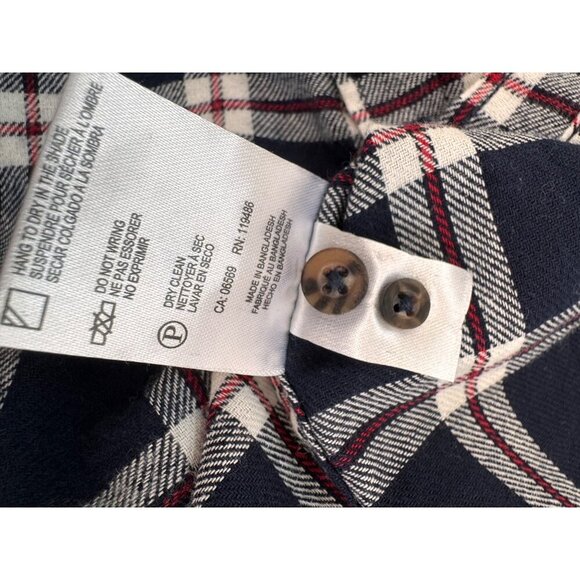 HANG TO DRY IN THE SHADE
SUSPENDRE POUR SÉCHER À L'OMBRE
SECAR COLGADO A LA SOMBRA
DO NOT WRING
NE PAS ESSORER
NO EXPRIMIR
P
DRY CLEAN
NETTOYER À SEC
LAVAR EN SECO
CA: 06569 RN: 119486
MADE IN BANGLADESH
FABRIQUÉ AU BANGLADESH
HECHO EN BANGLADESH